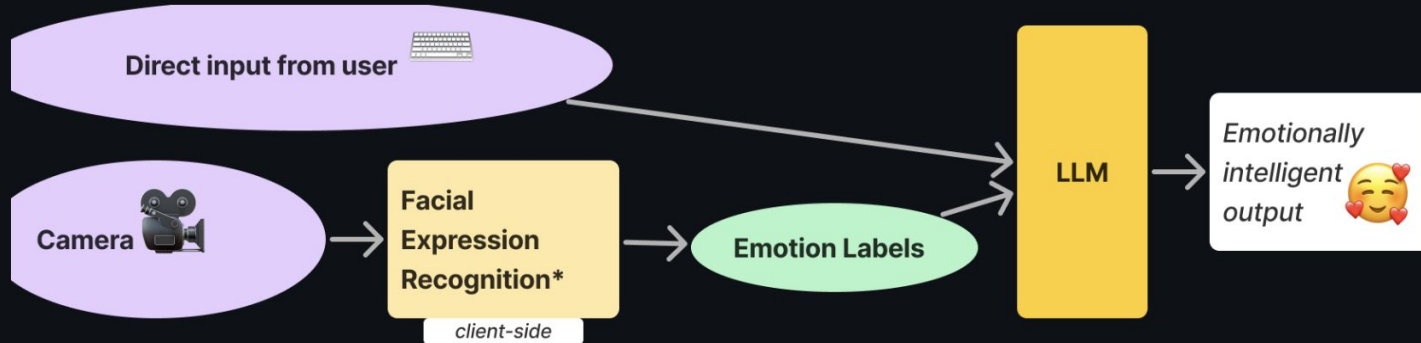 Direct input from user
Camera
Facial
Expression
Recognition*
client-side
Emotion Labels
LLM
Emotionally
intelligent
output